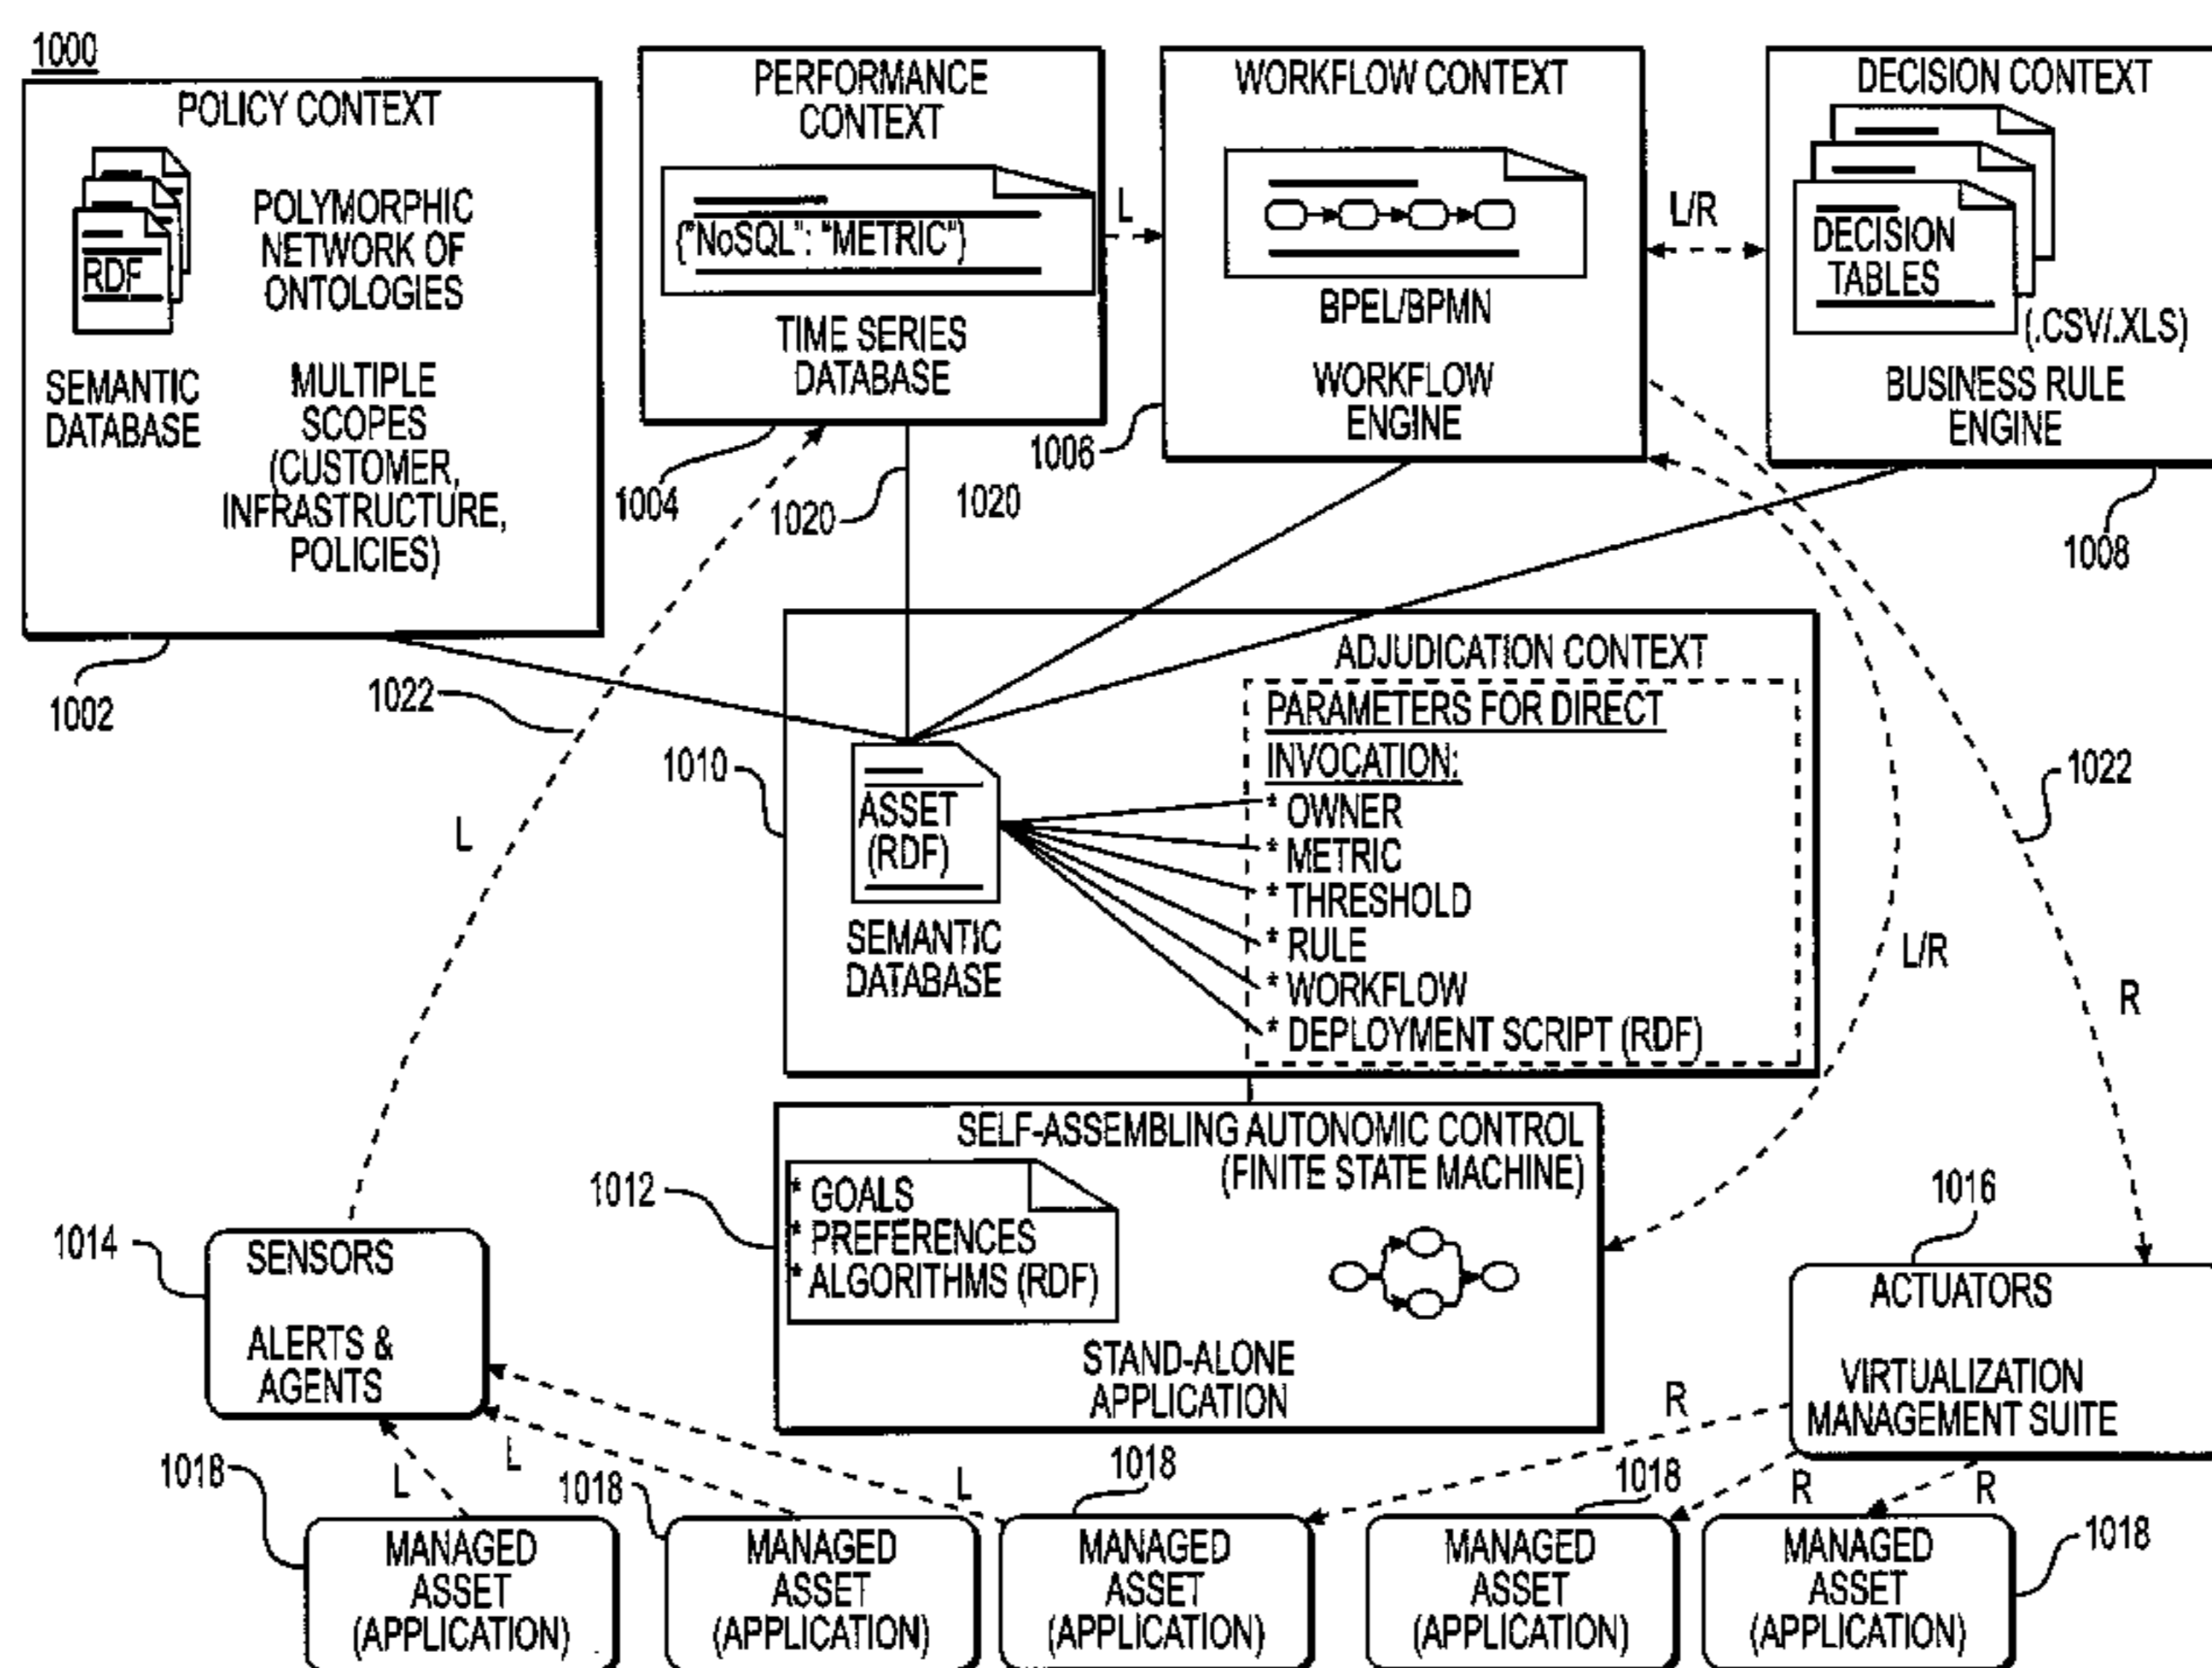 1000
POLICY CONTEXT
RDF
SEMANTIC
DATABASE
POLYMORPHIC
NETWORK OF
ONTOLOGIES
MULTIPLE
SCOPES
(CUSTOMER,
INFRASTRUCTURE,
POLICIES)
1002
PERFORMANCE
CONTEXT
{"NoSQL": "METRIC"}
TIME SERIES
DATABASE
1004
1020
1020
L
WORKFLOW CONTEXT
BPEL/BPMN
WORKFLOW
ENGINE
1006
L/R
DECISION CONTEXT
DECISION
TABLES
(.CSV/.XLS)
BUSINESS RULE
ENGINE
1008
1022
L
1010
ADJUDICATION CONTEXT
ASSET
(RDF)
SEMANTIC
DATABASE
PARAMETERS FOR DIRECT
INVOCATION:
* OWNER
* METRIC
* THRESHOLD
* RULE
* WORKFLOW
* DEPLOYMENT SCRIPT (RDF)
1022
L/R
R
SELF-ASSEMBLING AUTONOMIC CONTROL
(FINITE STATE MACHINE)
1012
* GOALS
* PREFERENCES
* ALGORITHMS (RDF)
STAND-ALONE
APPLICATION
1014
SENSORS
ALERTS &
AGENTS
1016
ACTUATORS
VIRTUALIZATION
MANAGEMENT SUITE
L
L
L
R
R
R
1018
MANAGED
ASSET
(APPLICATION)
1018
MANAGED
ASSET
(APPLICATION)
1018
MANAGED
ASSET
(APPLICATION)
1018
MANAGED
ASSET
(APPLICATION)
1018
MANAGED
ASSET
(APPLICATION)